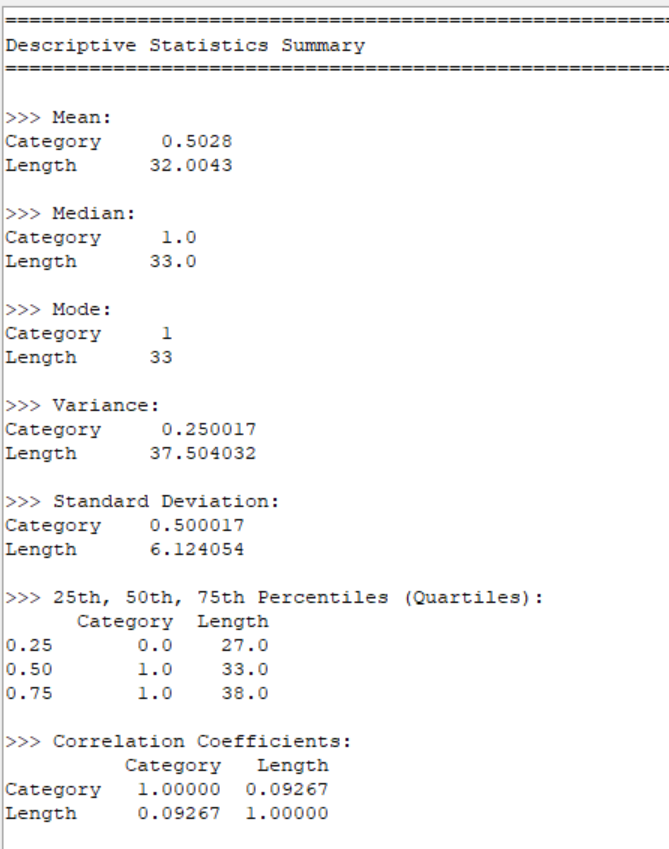 ========================================================
Descriptive Statistics Summary
========================================================
>>> Mean:
Category     0.5028
Length      32.0043
>>> Median:
Category     1.0
Length      33.0
>>> Mode:
Category     1
Length      33
>>> Variance:
Category     0.250017
Length      37.504032
>>> Standard Deviation:
Category    0.500017
Length      6.124054
>>> 25th, 50th, 75th Percentiles (Quartiles):
      Category  Length
0.25       0.0    27.0
0.50       1.0    33.0
0.75       1.0    38.0
>>> Correlation Coefficients:
          Category   Length
Category   1.00000  0.09267
Length     0.09267  1.00000